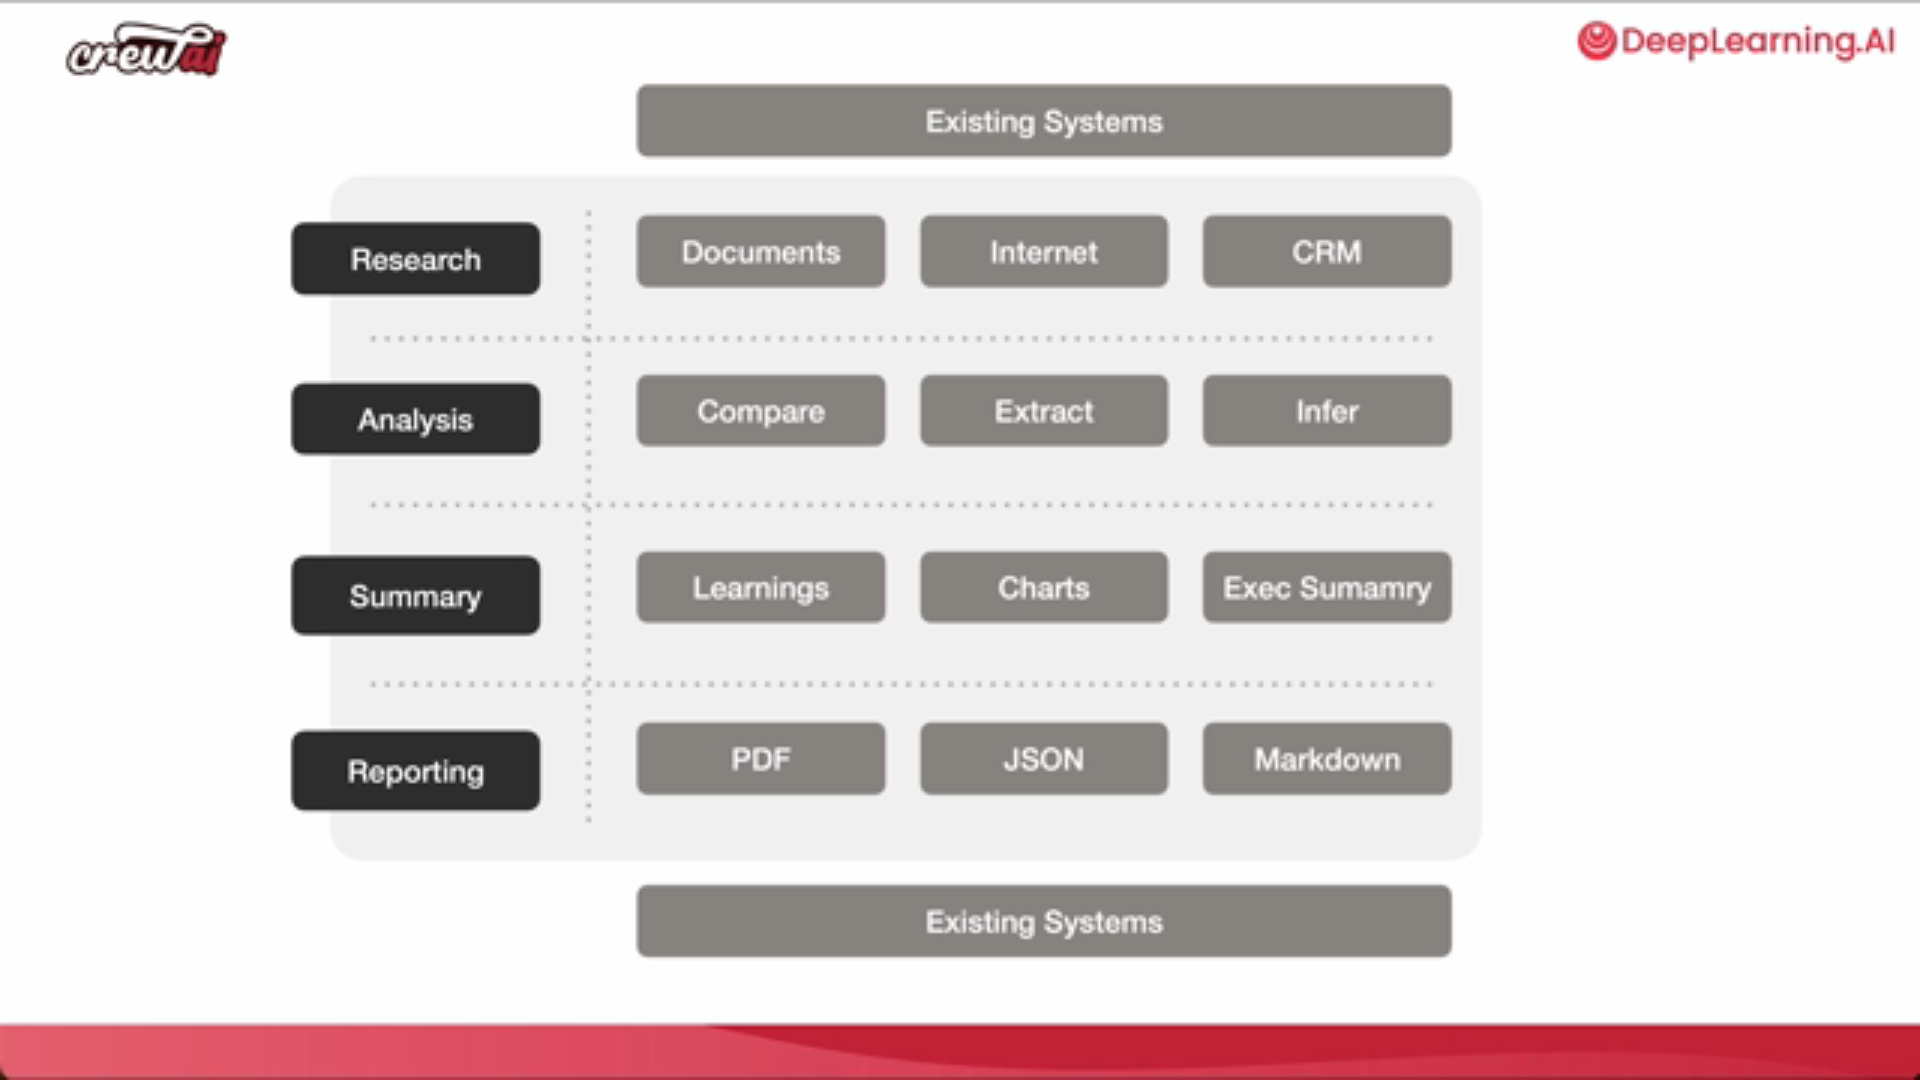 crewai
DeepLearning.AI
Existing Systems
Research
Documents
Internet
CRM
Analysis
Compare
Extract
Infer
Summary
Learnings
Charts
Exec Sumamry
Reporting
PDF
JSON
Markdown
Existing Systems